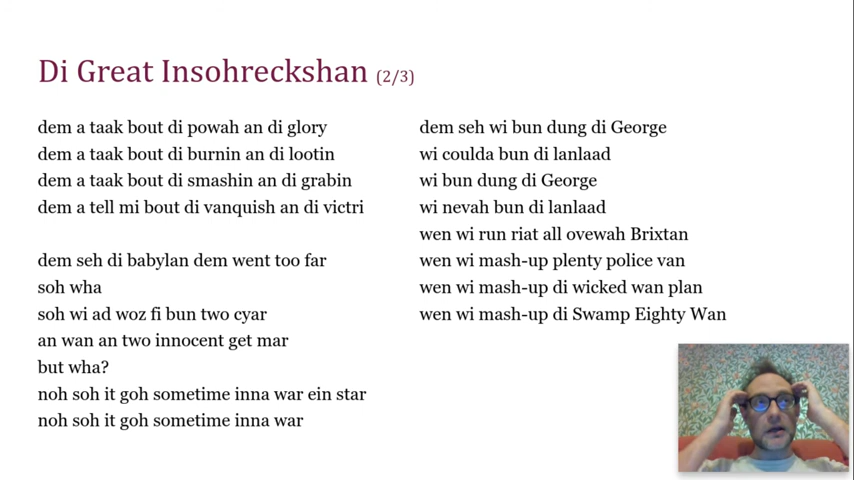 Di Great Insohreckshan (2/3)
dem a taak bout di powah an di glory
dem a taak bout di burnin an di lootin
dem a taak bout di smashin an di grabin
dem a tell mi bout di vanquish an di victri
dem seh di babylan dem went too far
soh wha
soh wi ad woz fi bun two cyar
an wan an two innocent get mar
but wha?
noh soh it goh sometime inna war ein star
noh soh it goh sometime inna war
dem seh wi bun dung di George
wi coulda bun di lanlaad
wi bun dung di George
wi nevah bun di lanlaad
wen wi run riat all ovewah Brixtan
wen wi mash-up plenty police van
wen wi mash-up di wicked wan plan
wen wi mash-up di Swamp Eighty Wan